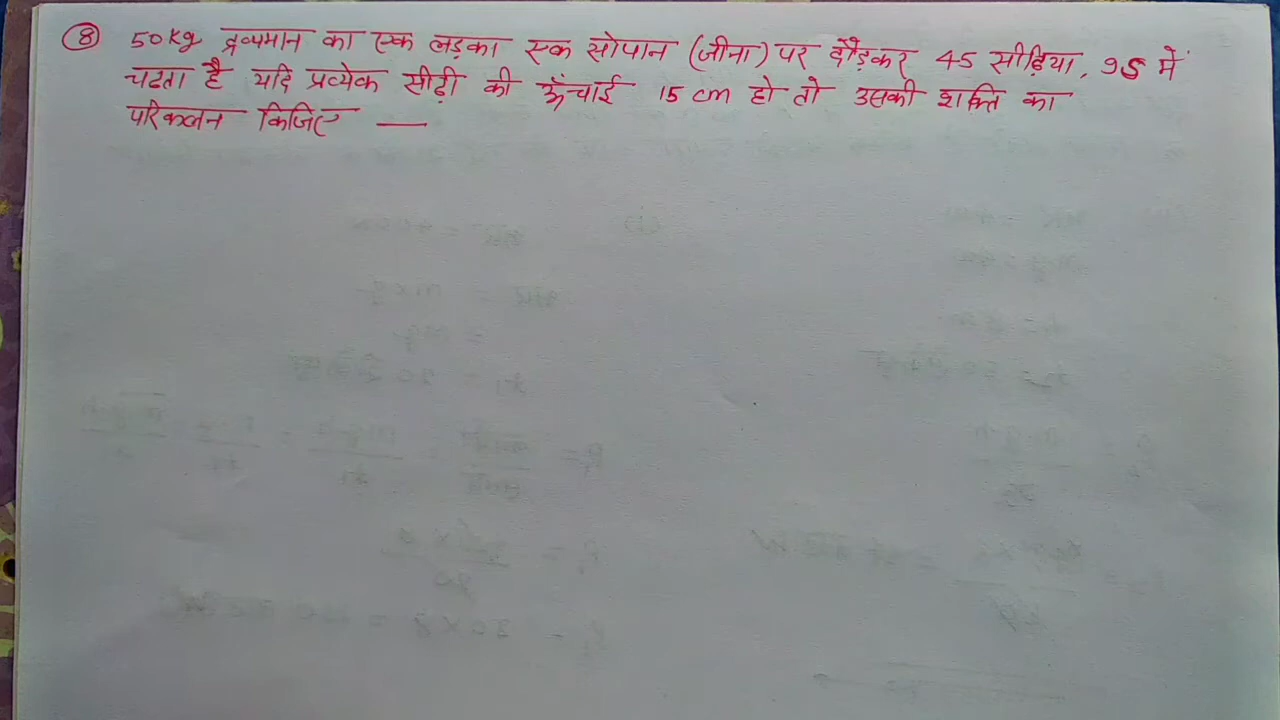 ⑧ 50kg द्रव्यमान का एक लड़का एक सोपान (जीना) पर दौड़कर 45 सीढ़िया, 9S में
चढता है यदि प्रत्येक सीढ़ी की ऊँचाई 15 cm हो तो उसकी शक्ति का
परिकलन किजिए —